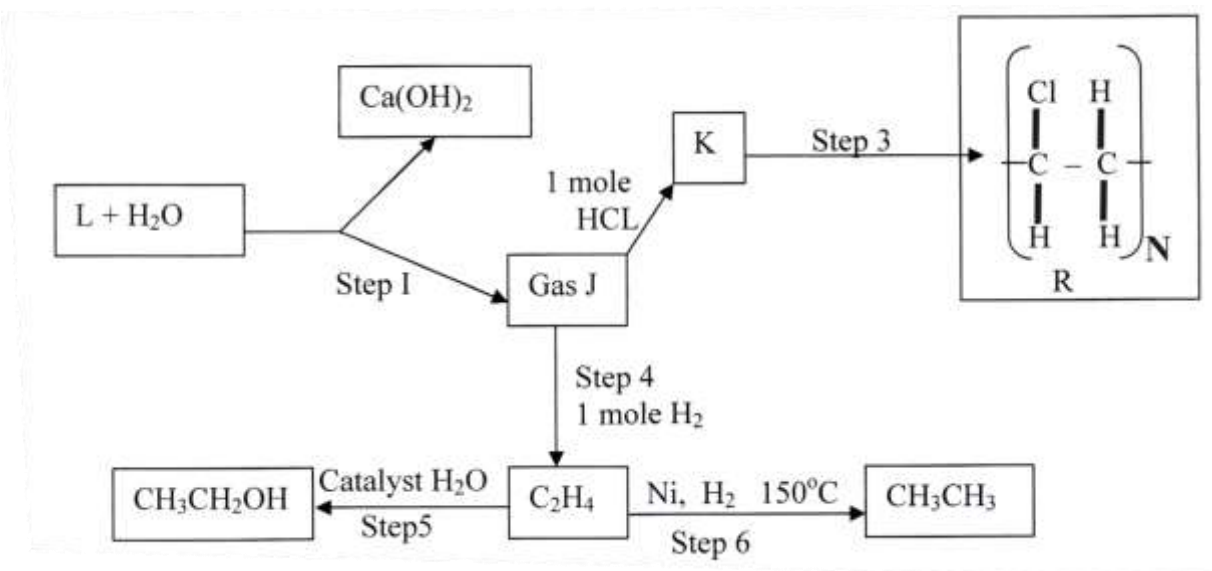 Ca(OH)₂
Cl H
K
Step 3
–C – C–
1 mole
HCL
L + H₂O
H H
N
R
Step I
Gas J
Step 4
1 mole H₂
CH₃CH₂OH
Catalyst H₂O
Step5
C₂H₄
Ni, H₂ 150°C
Step 6
CH₃CH₃